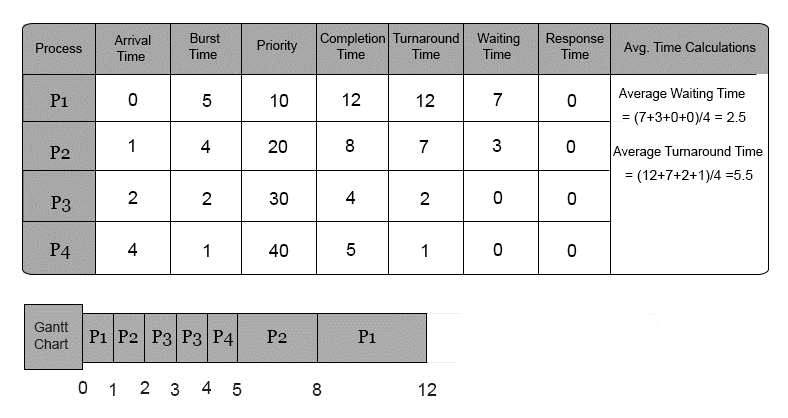 Process Arrival Time Burst Time Priority Completion Time Turnaround Time Waiting Time Response Time Avg. Time Calculations
P1 0 5 10 12 12 7 0
Average Waiting Time
= (7+3+0+0)/4 = 2.5
P2 1 4 20 8 7 3 0
Average Turnaround Time
= (12+7+2+1)/4 =5.5
P3 2 2 30 4 2 0 0
P4 4 1 40 5 1 0 0
Gantt Chart P1 P2 P3 P3 P4 P2 P1
0 1 2 3 4 5 8 12